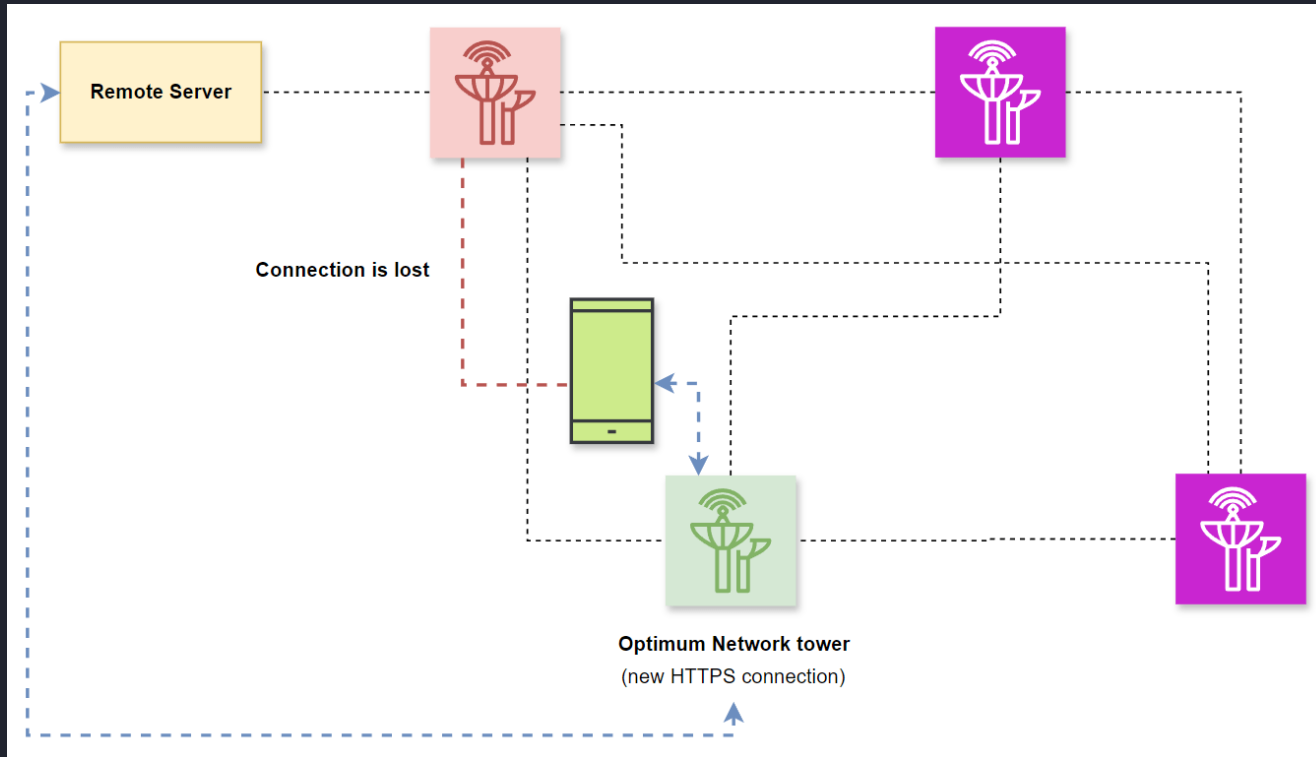 Remote Server
Connection is lost
Optimum Network tower
(new HTTPS connection)